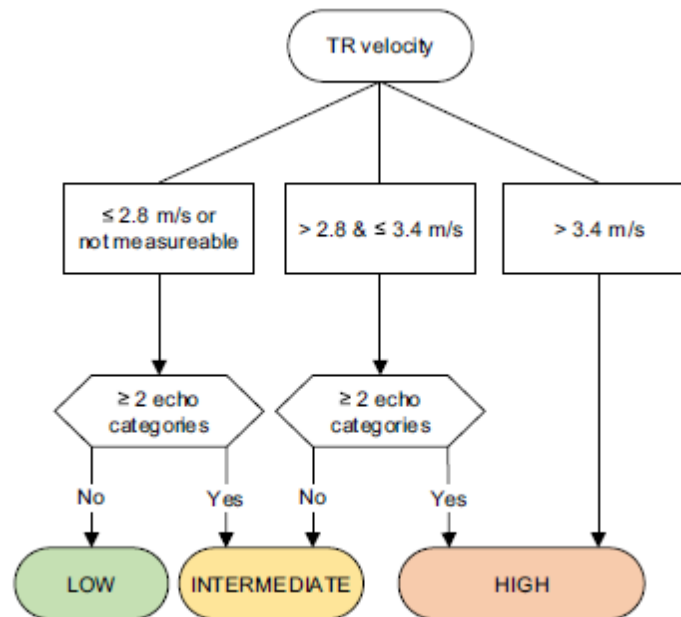 TR velocity
≤ 2.8 m/s or
not measureable
> 2.8 & ≤ 3.4 m/s
> 3.4 m/s
≥ 2 echo
categories
≥ 2 echo
categories
No
Yes
No
Yes
LOW
INTERMEDIATE
HIGH